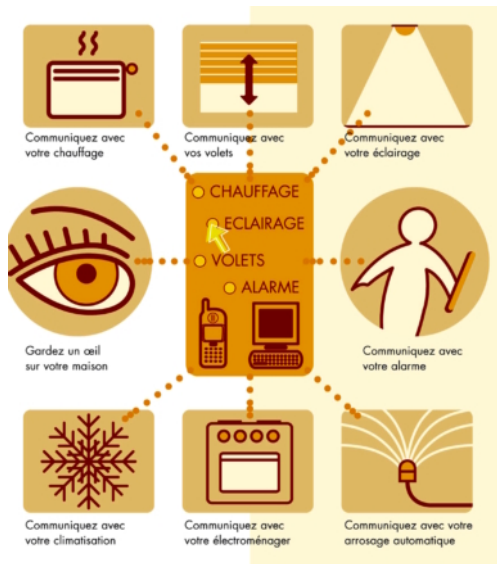 Communiquez avec
votre chauffage
Communiquez avec
vos volets
Communiquez avec
votre éclairage
CHAUFFAGE
ECLAIRAGE
VOLETS
ALARME
Gardez un œil
sur votre maison
Communiquez avec
votre alarme
Communiquez avec
votre climatisation
Communiquez avec
votre électroménager
Communiquez avec votre
arrosage automatique